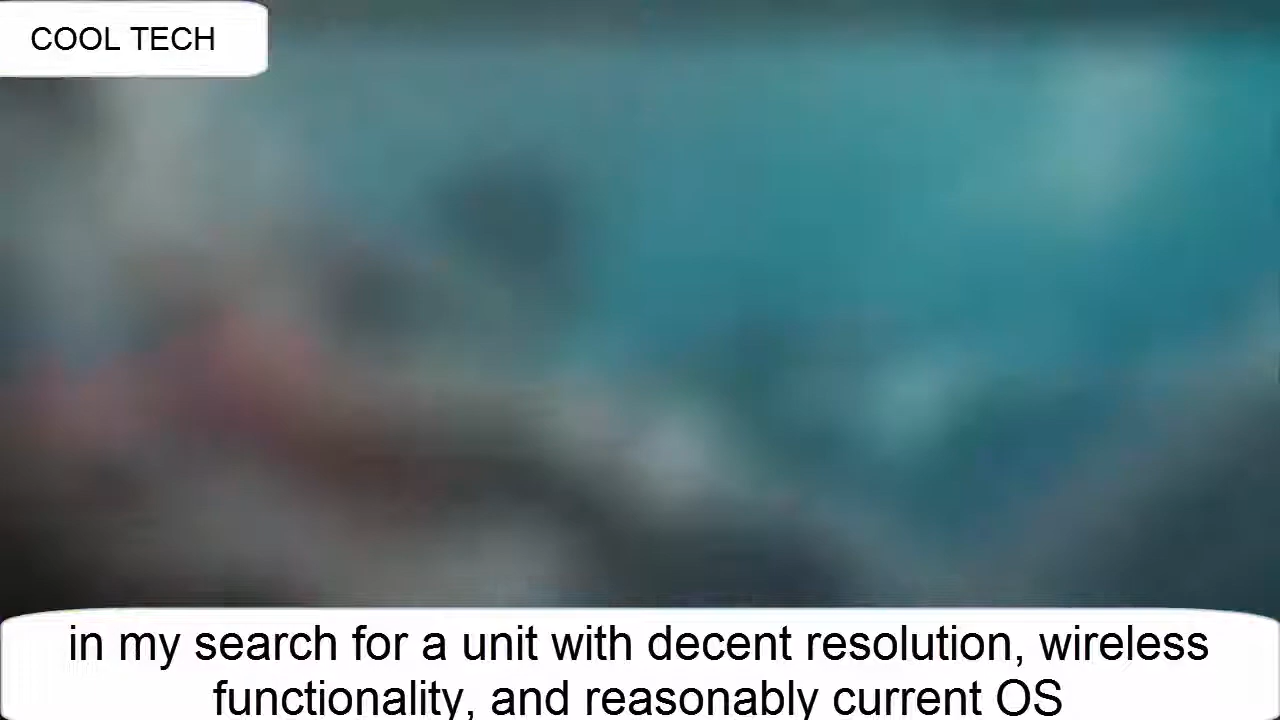 COOL TECH
in my search for a unit with decent resolution, wireless
functionality, and reasonably current OS